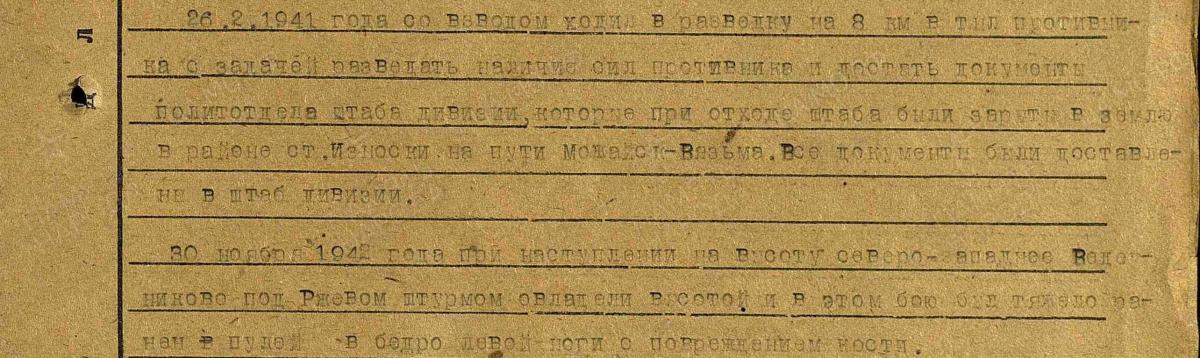 Л
26.2.1941 года со взводом ходил в разведку на 8 км в тыл противни-
ка с задачей разведать наличие сил противника и достать документы
политотдела штаба дивизии,которые при отходе штаба были зарыты в землю
в районе ст.Износки на пути Можайск-Вязьма.Все документы были доставле-
ны в штаб дивизии.
30 ноября 1942 года при наступлении на высоту северо-западнее
под Ржевом штурмом овладели высотой и в этом бою был тяжело ра-
нен в пулей в бедро левой ноги с повреждением кости.